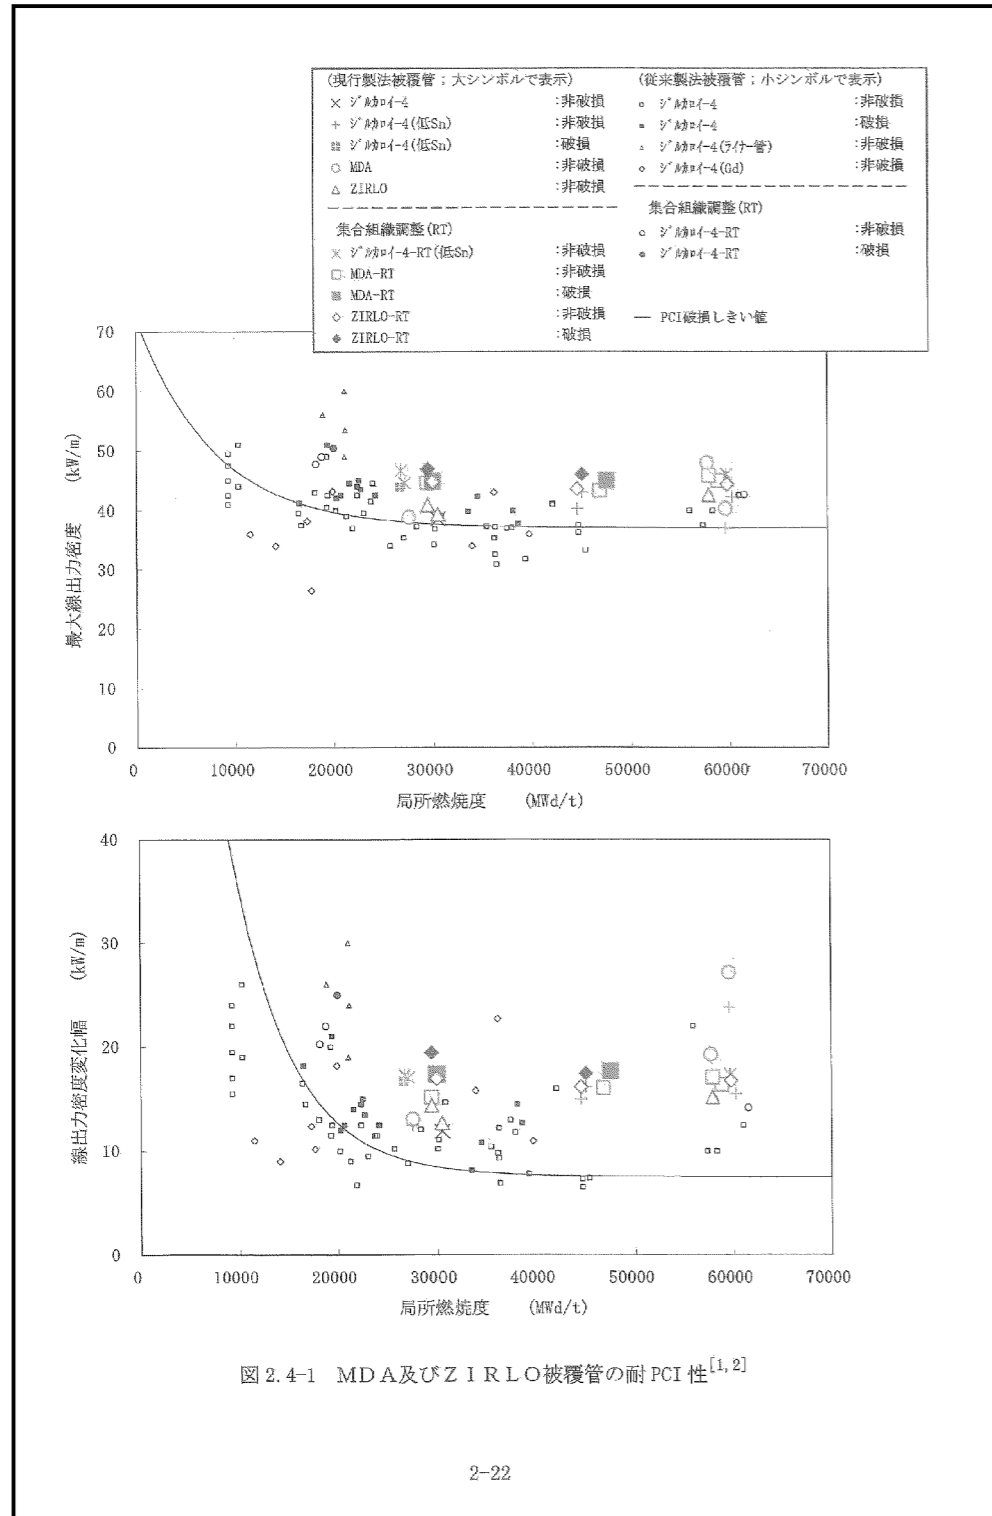 (現行製法被覆管；大シンボルで表示)
× ジルカロイ-4 :非破損
+ ジルカロイ-4(低Sn) :非破損
ジルカロイ-4(低Sn) :破損
○ MDA :非破損
△ ZIRLO :非破損
集合組織調整(RT)
ジルカロイ-4-RT(低Sn) :非破損
□ MDA-RT :非破損
■ MDA-RT :破損
◇ ZIRLO-RT :非破損
◆ ZIRLO-RT :破損
(従来製法被覆管；小シンボルで表示)
ジルカロイ-4 :非破損
ジルカロイ-4 :破損
ジルカロイ-4(ライナー管) :非破損
ジルカロイ-4(Gd) :非破損
集合組織調整(RT)
ジルカロイ-4-RT :非破損
ジルカロイ-4-RT :破損
― PCI破損しきい値
最大線出力密度 (kW/m)
70
60
50
40
30
20
10
0
0 10000 20000 30000 40000 50000 60000 70000
局所燃焼度 (MWd/t)
線出力密度変化幅 (kW/m)
40
30
20
10
0
0 10000 20000 30000 40000 50000 60000 70000
局所燃焼度 (MWd/t)
図 2.4-1 MDA及びZIRLO被覆管の耐 PCI 性[1,2]
2-22